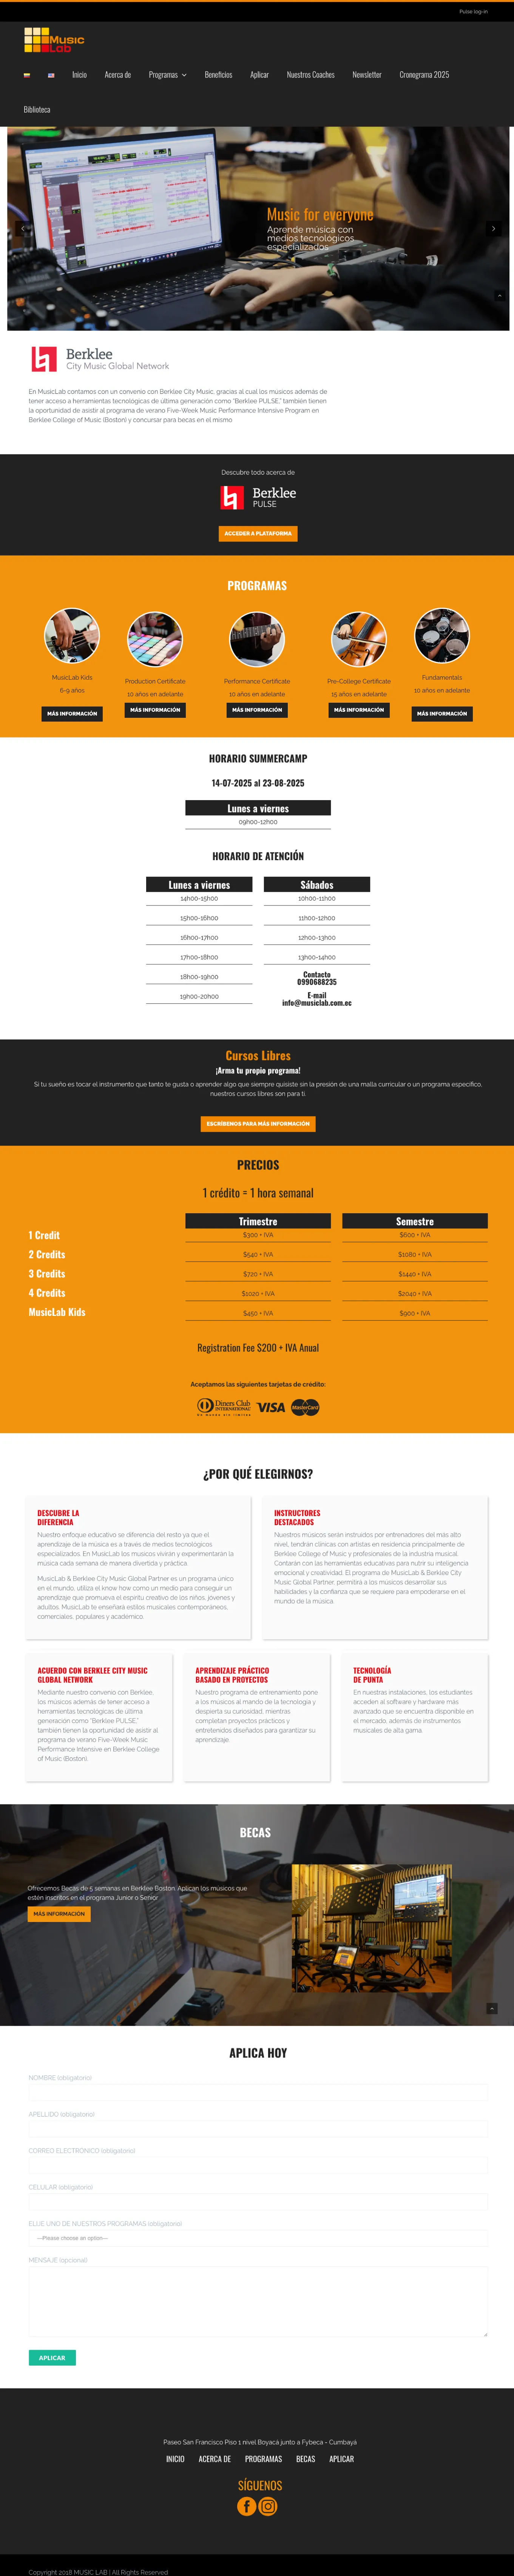 Pulse log-in
Music
Lab
Inicio
Acerca de
Programas
Beneficios
Aplicar
Nuestros Coaches
Newsletter
Cronograma 2025
Biblioteca
Music for everyone
Aprende música con
medios tecnológicos
especializados
Berklee
City Music Global Network
En MusicLab contamos con un convenio con Berklee City Music, gracias al cual los músicos además de
tener acceso a herramientas tecnológicas de última generación como “Berklee PULSE,” también tienen
la oportunidad de asistir al programa de verano Five-Week Music Performance Intensive Program en
Berklee College of Music (Boston) y concursar para becas en el mismo
Descubre todo acerca de
Berklee
PULSE
ACCEDER A PLATAFORMA
PROGRAMAS
MusicLab Kids
6-9 años
MÁS INFORMACIÓN
Production Certificate
10 años en adelante
MÁS INFORMACIÓN
Performance Certificate
10 años en adelante
MÁS INFORMACIÓN
Pre-College Certificate
15 años en adelante
MÁS INFORMACIÓN
Fundamentals
10 años en adelante
MÁS INFORMACIÓN
HORARIO SUMMERCAMP
14-07-2025 al 23-08-2025
Lunes a viernes
09h00-12h00
HORARIO DE ATENCIÓN
Lunes a viernes
14h00-15h00
15h00-16h00
16h00-17h00
17h00-18h00
18h00-19h00
19h00-20h00
Sábados
10h00-11h00
11h00-12h00
12h00-13h00
13h00-14h00
Contacto
0990688235
E-mail
info@musiclab.com.ec
Cursos Libres
¡Arma tu propio programa!
Si tu sueño es tocar el instrumento que tanto te gusta o aprender algo que siempre quisiste sin la presión de una malla curricular o un programa específico,
nuestros cursos libres son para ti.
ESCRÍBENOS PARA MÁS INFORMACIÓN
PRECIOS
1 crédito = 1 hora semanal
Trimestre
Semestre
1 Credit
$300 + IVA
$600 + IVA
2 Credits
$540 + IVA
$1080 + IVA
3 Credits
$720 + IVA
$1440 + IVA
4 Credits
$1020 + IVA
$2040 + IVA
MusicLab Kids
$450 + IVA
$900 + IVA
Registration Fee $200 + IVA Anual
Aceptamos las siguientes tarjetas de crédito:
Diners Club
INTERNATIONAL
VISA
MasterCard
¿POR QUÉ ELEGIRNOS?
DESCUBRE LA
DIFERENCIA
Nuestro enfoque educativo se diferencia del resto ya que el
aprendizaje de la música es a través de medios tecnológicos
especializados. En MusicLab los músicos vivirán y experimentarán la
música cada semana de manera divertida y práctica.
MusicLab & Berklee City Music Global Partner es un programa único
en el mundo, utiliza el know how como un medio para conseguir un
aprendizaje que promueva el espíritu creativo de los niños, jóvenes y
adultos. MusicLab te enseñará estilos musicales contemporáneos,
comerciales, populares y académico.
INSTRUCTORES
DESTACADOS
Nuestros músicos serán instruidos por entrenadores del más alto
nivel, tendrán clínicas con artistas en residencia principalmente de
Berklee College of Music y profesionales de la industria musical.
Contarán con las herramientas educativas para nutrir su inteligencia
emocional y creatividad. El programa de MusicLab & Berklee City
Music Global Partner, permitirá a los músicos desarrollar sus
habilidades y la confianza que se requiere para empoderarse en el
mundo de la música.
ACUERDO CON BERKLEE CITY MUSIC
GLOBAL NETWORK
Mediante nuestro convenio con Berklee,
los músicos además de tener acceso a
herramientas tecnológicas de última
generación como “Berklee PULSE,”
también tienen la oportunidad de asistir al
programa de verano Five-Week Music
Performance Intensive en Berklee College
of Music (Boston).
APRENDIZAJE PRÁCTICO
BASADO EN PROYECTOS
Nuestro programa de entrenamiento pone
a los músicos al mando de la tecnología y
despierta su curiosidad, mientras
completan proyectos prácticos y
entretenidos diseñados para garantizar su
aprendizaje.
TECNOLOGÍA
DE PUNTA
En nuestras instalaciones, los estudiantes
acceden al software y hardware más
avanzado que se encuentra disponible en
el mercado, además de instrumentos
musicales de alta gama.
BECAS
Ofrecemos Becas de 5 semanas en Berklee Boston. Aplican los músicos que
estén inscritos en el programa Junior o Senior
MÁS INFORMACIÓN
APLICA HOY
NOMBRE (obligatorio)
APELLIDO (obligatorio)
CORREO ELECTRONICO (obligatorio)
CELULAR (obligatorio)
ELIJE UNO DE NUESTROS PROGRAMAS (obligatorio)
—Please choose an option—
MENSAJE (opcional)
APLICAR
Paseo San Francisco Piso 1 nivel Boyacá junto a Fybeca - Cumbayá
INICIO
ACERCA DE
PROGRAMAS
BECAS
APLICAR
SÍGUENOS
Copyright 2018 MUSIC LAB | All Rights Reserved